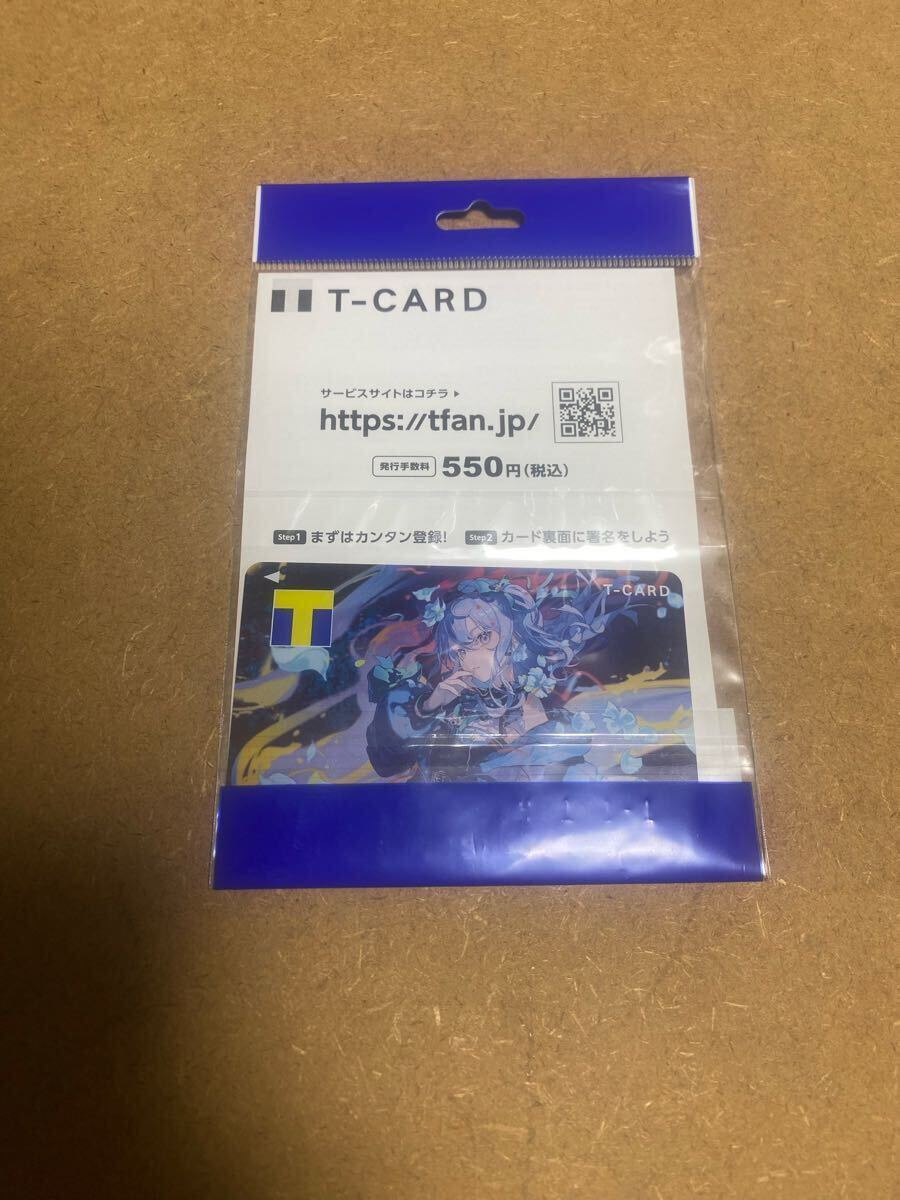 T-CARD
サービスサイトはコチラ▶
https://tfan.jp/
発行手数料 550円(税込)
Step1 まずはカンタン登録! Step2 カード裏面に署名をしよう
T T-CARD